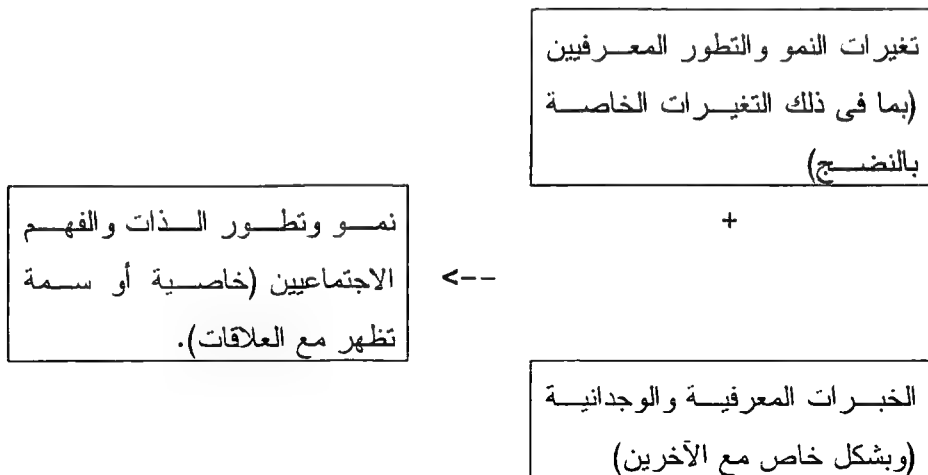 تغيرات النمو والتطور المعرفيين
(بما فى ذلك التغيرات الخاصة
بالنضج)
+
نمو وتطور الذات والفهم
الاجتماعيين (خاصية أو سمة
تظهر مع العلاقات).
<--
الخبرات المعرفية والوجدانية
(وبشكل خاص مع الآخرين)